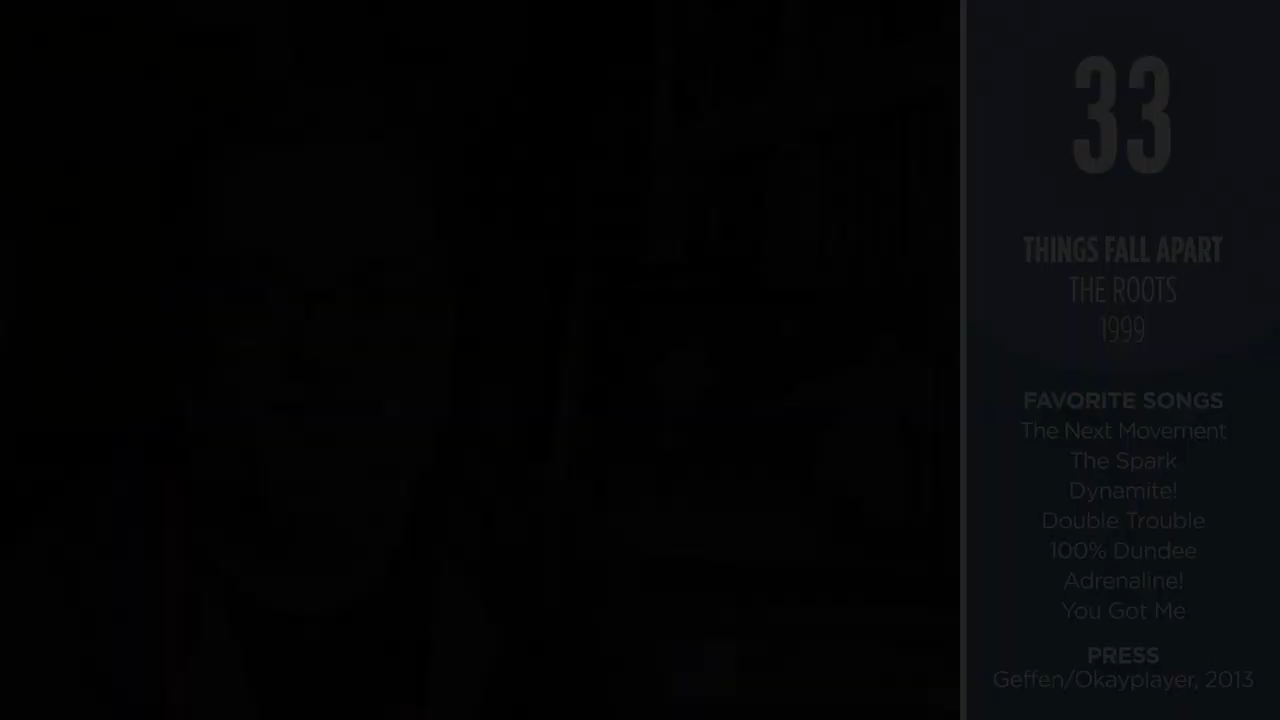 33
THINGS FALL APART
THE ROOTS
1999
FAVORITE SONGS
The Next Movement
The Spark
Dynamite!
Double Trouble
100% Dundee
Adrenaline!
You Got Me
PRESS
Geffen/Okayplayer, 2013